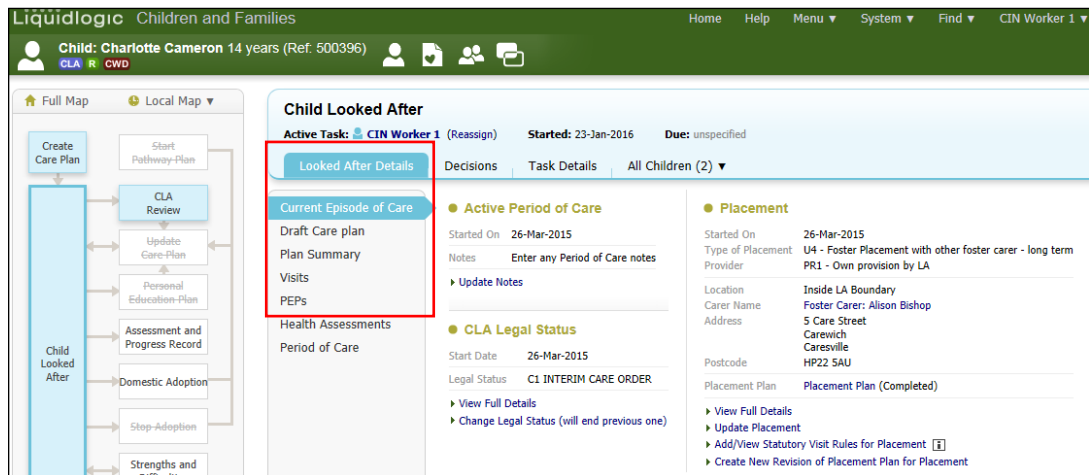 Liquidlogic Children and Families
Home Help Menu ▼ System ▼ Find ▼ CIN Worker 1 ▼
Child: Charlotte Cameron 14 years (Ref: 500396)
CLA R CWD
Full Map Local Map ▼
Create
Care Plan
Start
Pathway Plan
CLA
Review
Update
Care Plan
Personal
Education Plan
Assessment and
Progress Record
Child
Looked
After
Domestic Adoption
Stop Adoption
Strengths and
Child Looked After
Active Task: CIN Worker 1 (Reassign) Started: 23-Jan-2016 Due: unspecified
Looked After Details Decisions Task Details All Children (2) ▼
Current Episode of Care
Draft Care plan
Plan Summary
Visits
PEPs
Health Assessments
Period of Care
Active Period of Care
Started On 26-Mar-2015
Notes Enter any Period of Care notes
Update Notes
CLA Legal Status
Start Date 26-Mar-2015
Legal Status C1 INTERIM CARE ORDER
View Full Details
Change Legal Status (will end previous one)
Placement
Started On 26-Mar-2015
Type of Placement U4 - Foster Placement with other foster carer - long term
Provider PR1 - Own provision by LA
Location Inside LA Boundary
Carer Name Foster Carer: Alison Bishop
Address 5 Care Street
Carewich
Caresville
Postcode HP22 5AU
Placement Plan Placement Plan (Completed)
View Full Details
Update Placement
Add/View Statutory Visit Rules for Placement i
Create New Revision of Placement Plan for Placement